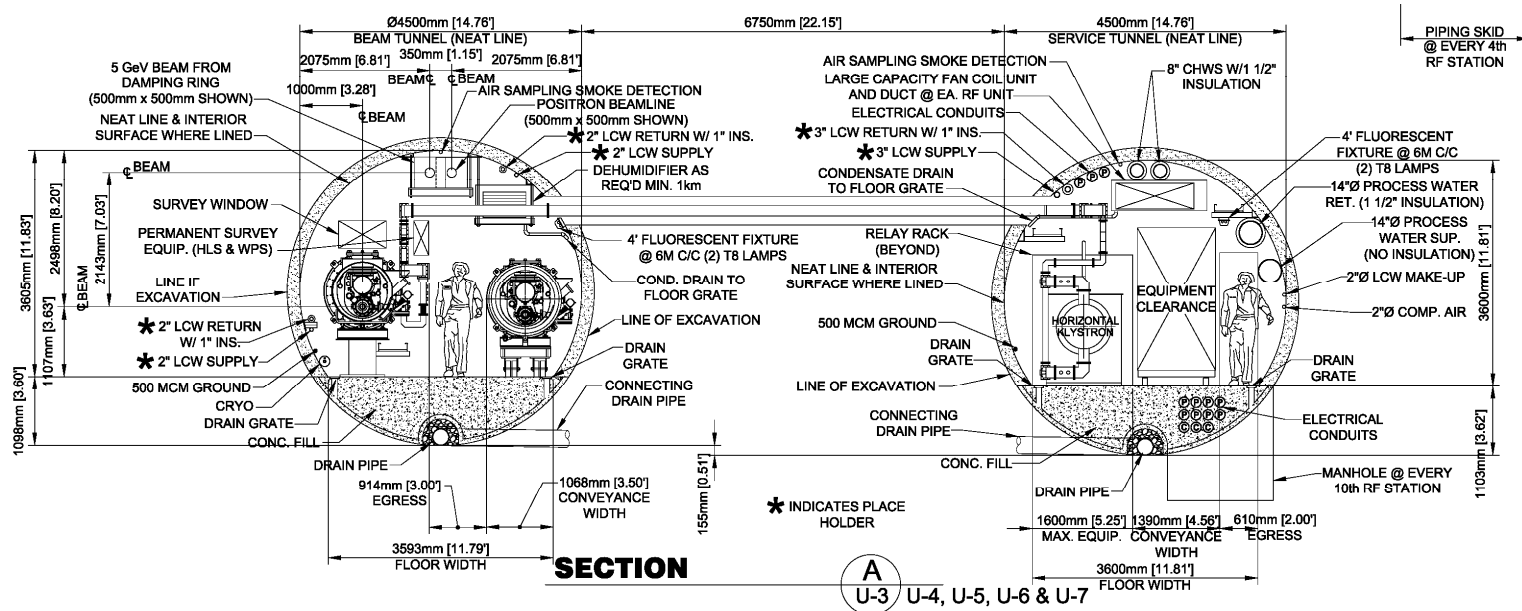 Ø4500mm [14.76']
BEAM TUNNEL (NEAT LINE)
6750mm [22.15']
4500mm [14.76']
SERVICE TUNNEL (NEAT LINE)
PIPING SKID
@ EVERY 4th
RF STATION
350mm [1.15']
2075mm [6.81']
2075mm [6.81']
BEAM ℄
℄ BEAM
5 GeV BEAM FROM
DAMPING RING
(500mm x 500mm SHOWN)
1000mm [3.28']
℄ BEAM
NEAT LINE & INTERIOR
SURFACE WHERE LINED
AIR SAMPLING SMOKE DETECTION
POSITRON BEAMLINE
(500mm x 500mm SHOWN)
* 2" LCW RETURN W/ 1" INS.
* 2" LCW SUPPLY
DEHUMIDIFIER AS
REQ'D MIN. 1km
℄ BEAM
SURVEY WINDOW
PERMANENT SURVEY
EQUIP. (HLS & WPS)
LINE IF
EXCAVATION
* 2" LCW RETURN
W/ 1" INS.
* 2" LCW SUPPLY
500 MCM GROUND
CRYO
DRAIN GRATE
CONC. FILL
DRAIN PIPE
3605mm [11.83']
2498mm [8.20']
2143mm [7.03']
℄ BEAM
1107mm [3.63']
1098mm [3.60']
4' FLUORESCENT FIXTURE
@ 6M C/C (2) T8 LAMPS
COND. DRAIN TO
FLOOR GRATE
LINE OF EXCAVATION
DRAIN
GRATE
CONNECTING
DRAIN PIPE
914mm [3.00']
EGRESS
1068mm [3.50']
CONVEYANCE
WIDTH
3593mm [11.79']
FLOOR WIDTH
155mm [0.51']
AIR SAMPLING SMOKE DETECTION
LARGE CAPACITY FAN COIL UNIT
AND DUCT @ EA. RF UNIT
ELECTRICAL CONDUITS
* 3" LCW RETURN W/ 1" INS.
* 3" LCW SUPPLY
CONDENSATE DRAIN
TO FLOOR GRATE
RELAY RACK
(BEYOND)
NEAT LINE & INTERIOR
SURFACE WHERE LINED
500 MCM GROUND
DRAIN
GRATE
LINE OF EXCAVATION
CONNECTING
DRAIN PIPE
CONC. FILL
DRAIN PIPE
8" CHWS W/1 1/2"
INSULATION
4' FLUORESCENT
FIXTURE @ 6M C/C
(2) T8 LAMPS
14"Ø PROCESS WATER
RET. (1 1/2" INSULATION)
14"Ø PROCESS
WATER SUP.
(NO INSULATION)
2"Ø LCW MAKE-UP
2"Ø COMP. AIR
P P P
EQUIPMENT
CLEARANCE
HORIZONTAL
KLYSTRON
DRAIN
GRATE
P P P P
P P P P
C C C
ELECTRICAL
CONDUITS
MANHOLE @ EVERY
10th RF STATION
3600mm [11.81']
1103mm [3.62']
* INDICATES PLACE
HOLDER
1600mm [5.25']
MAX. EQUIP.
1390mm [4.56']
CONVEYANCE
WIDTH
610mm [2.00']
EGRESS
3600mm [11.81']
FLOOR WIDTH
SECTION
A
U-3 U-4, U-5, U-6 & U-7